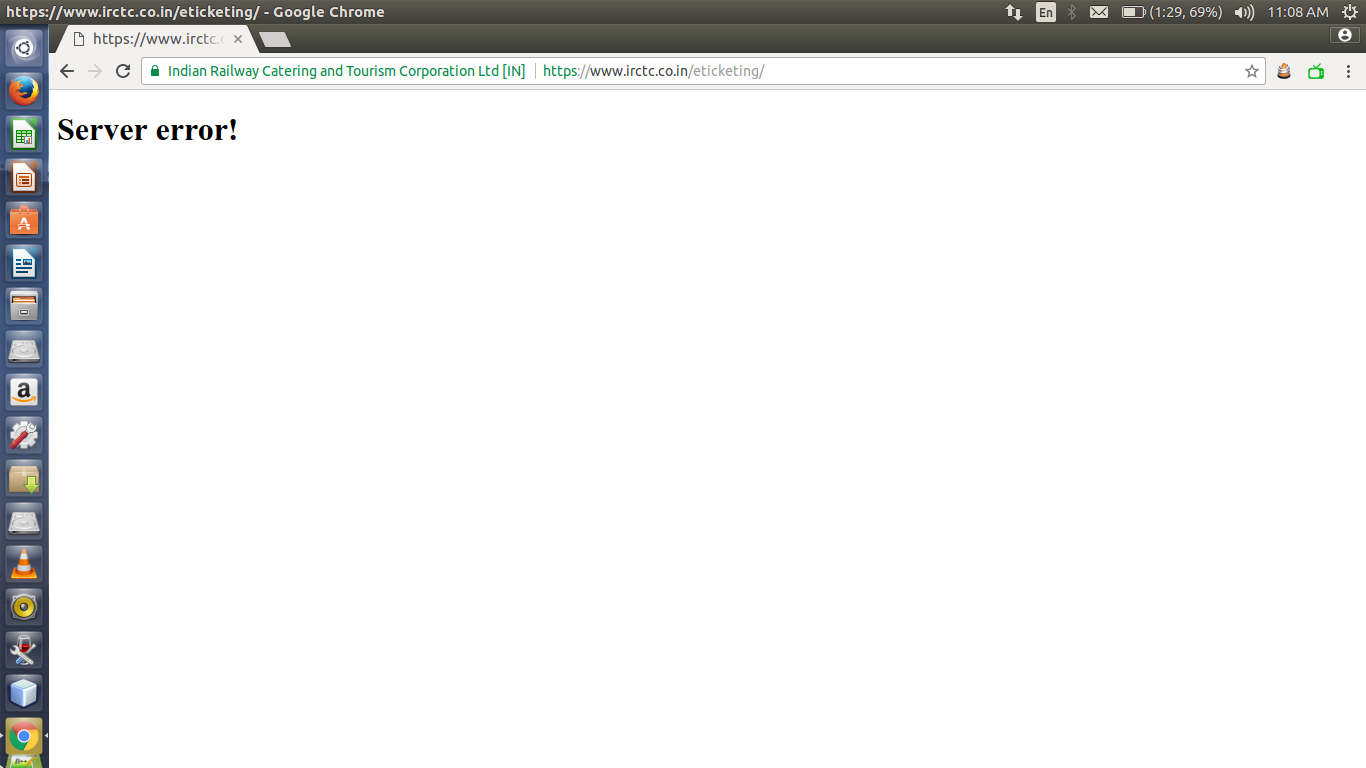 https://www.irctc.co.in/eticketing/ - Google Chrome
En
(1:29, 69%)
11:08 AM
https://www.irctc.c
Indian Railway Catering and Tourism Corporation Ltd [IN]
https://www.irctc.co.in/eticketing/
Server error!
a